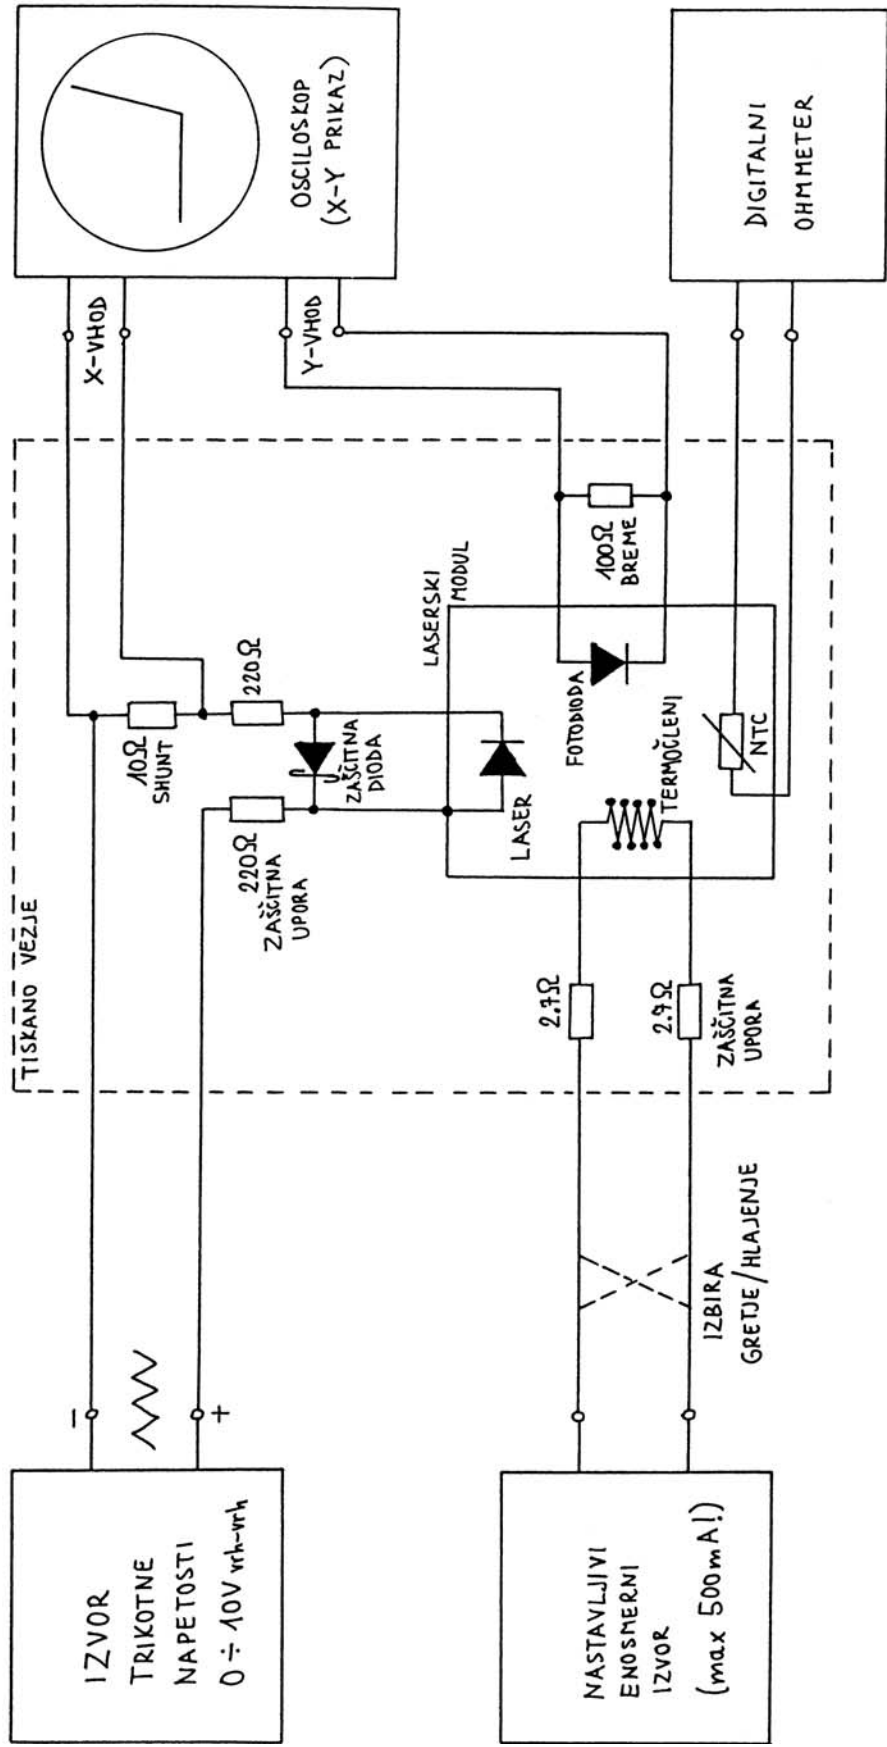 OSCILOSKOP
(X-Y PRIKAZ)
DIGITALNI
OHMMETER
X-VHOD
Y-VHOD
TISKANO VEZJE
10Ω
SHUNT
220Ω
220Ω
ZAŠČITNA
UPORA
ZAŠČITNA
DIODA
LASERSKI
MODUL
LASER
100Ω
BREME
FOTODIODA
TERMOČLENI
NTC
2.7Ω
2.7Ω
ZAŠČITNA
UPORA
IZBIRA
GRETJE/HLAJENJE
-
+
IZVOR
TRIKOTNE
NAPETOSTI
0÷10V vrh-vrh
NASTAVLJIVI
ENOSMERNI
IZVOR
(max 500mA!)